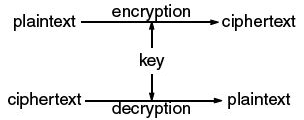 encryption
plaintext ciphertext
key
ciphertext plaintext
decryption